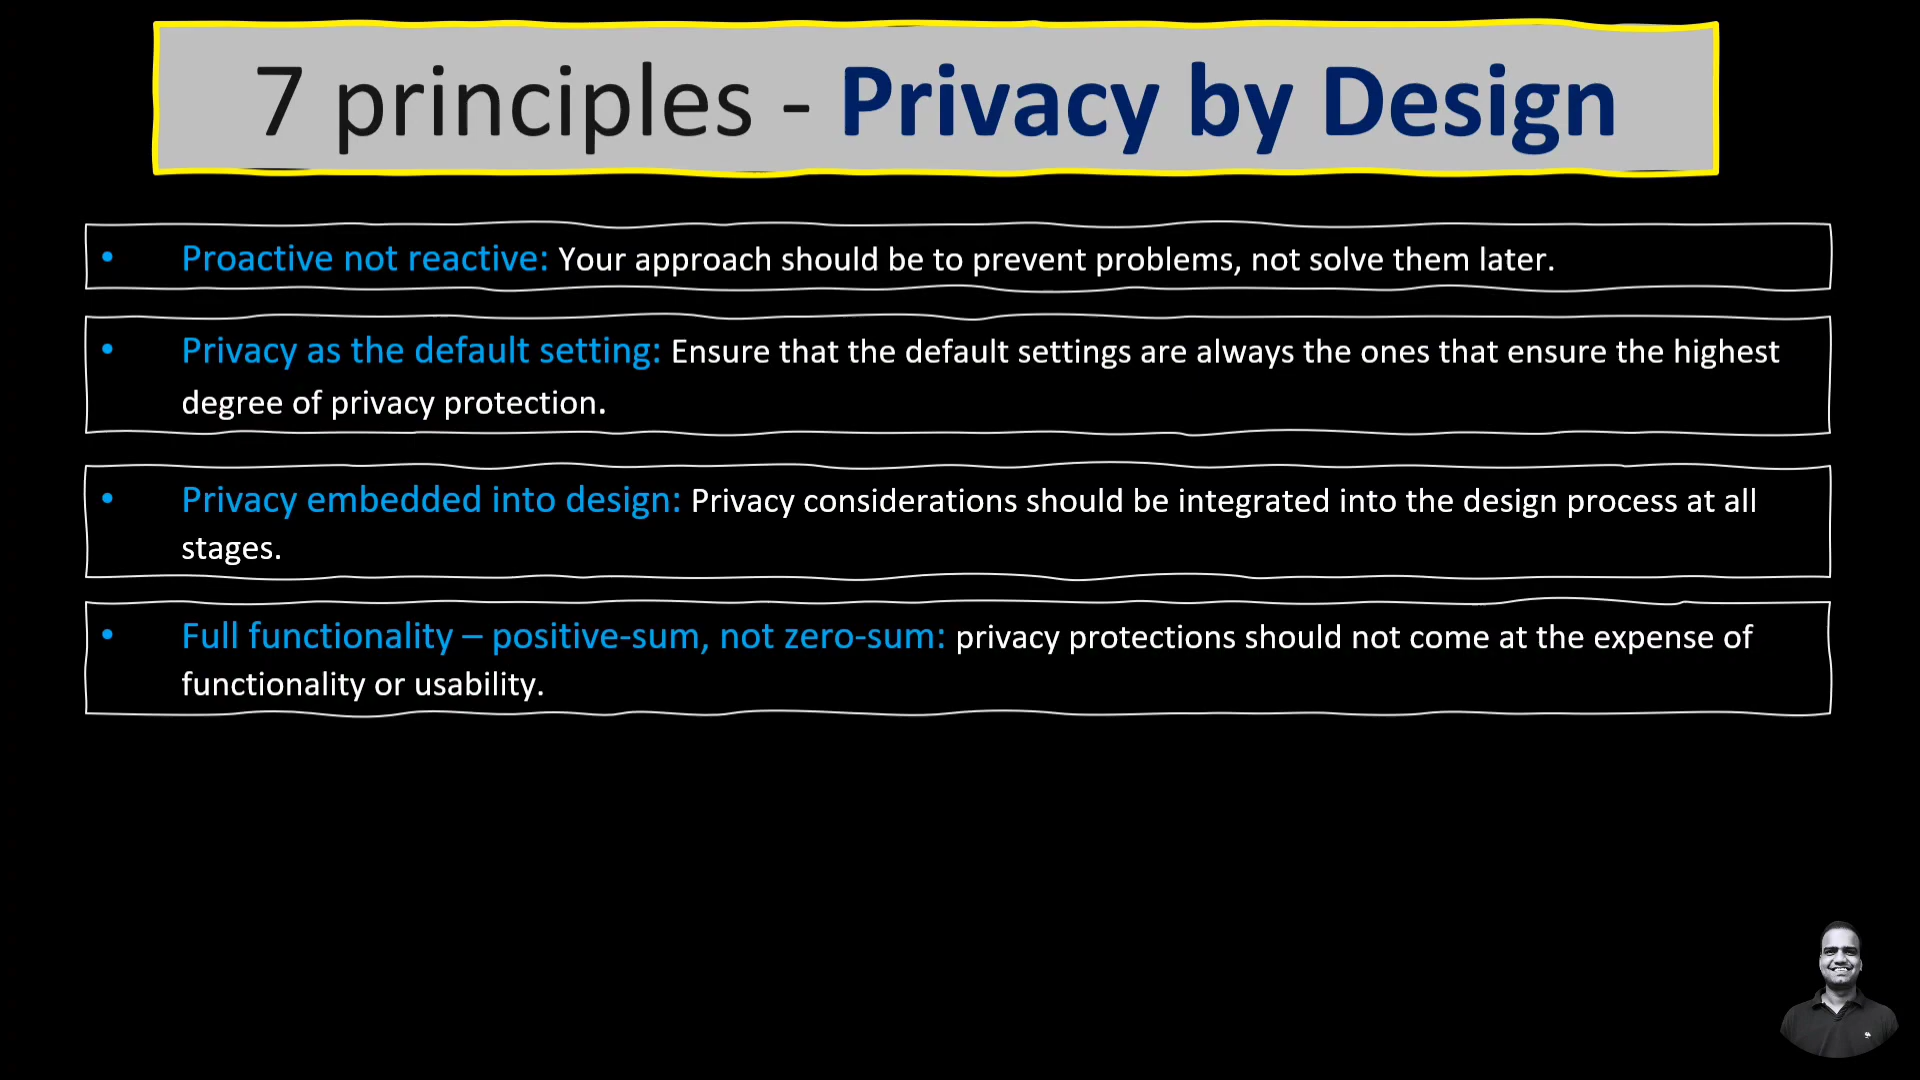 7 principles - Privacy by Design
• Proactive not reactive: Your approach should be to prevent problems, not solve them later.
• Privacy as the default setting: Ensure that the default settings are always the ones that ensure the highest
degree of privacy protection.
• Privacy embedded into design: Privacy considerations should be integrated into the design process at all
stages.
• Full functionality – positive-sum, not zero-sum: privacy protections should not come at the expense of
functionality or usability.